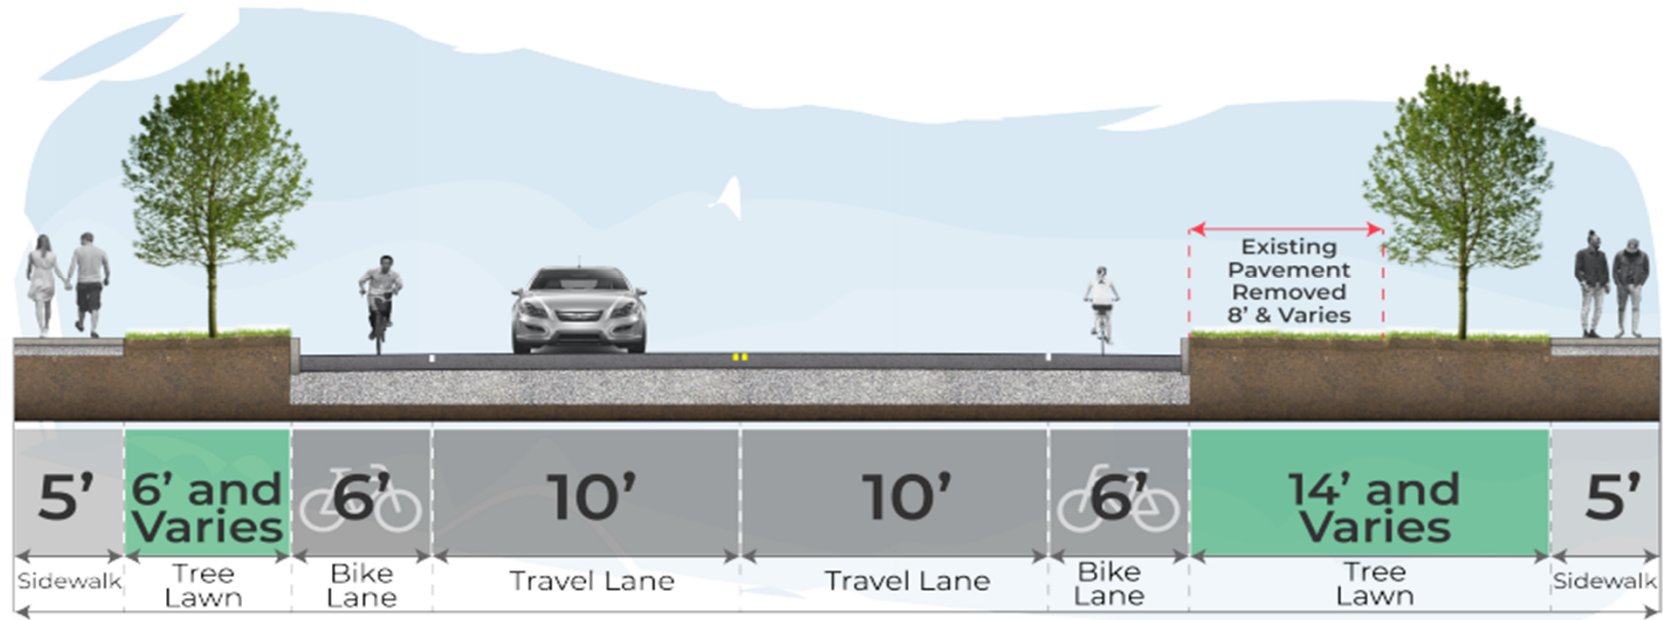 Existing
Pavement
Removed
8’ & Varies
5’
6’ and
Varies
6’
10’
10’
6’
14’ and
Varies
5’
Sidewalk
Tree
Lawn
Bike
Lane
Travel Lane
Travel Lane
Bike
Lane
Tree
Lawn
Sidewalk